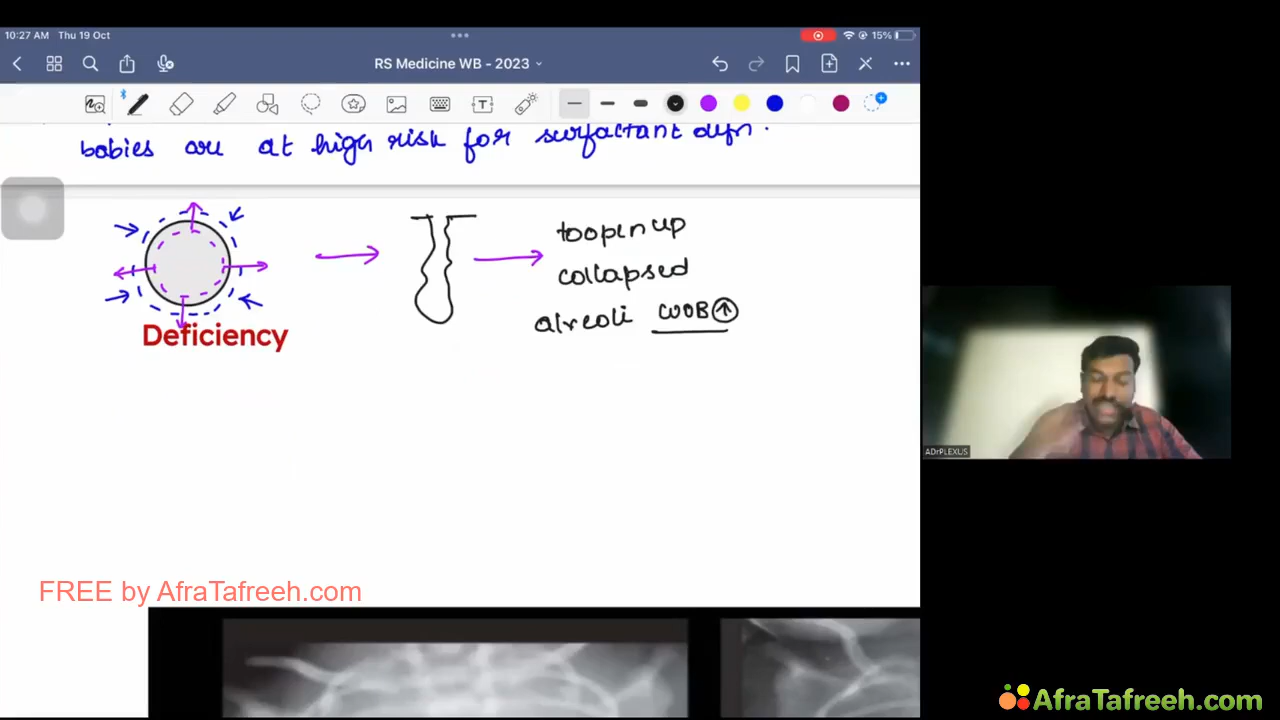 10:27 AM Thu 19 Oct
15%
RS Medicine WB - 2023
babies are at high risk for surfactant defn.
to open up
collapsed
alveoli WOB ↑
Deficiency
ADrPLEXUS
FREE by AfraTafreeh.com
AfraTafreeh.com